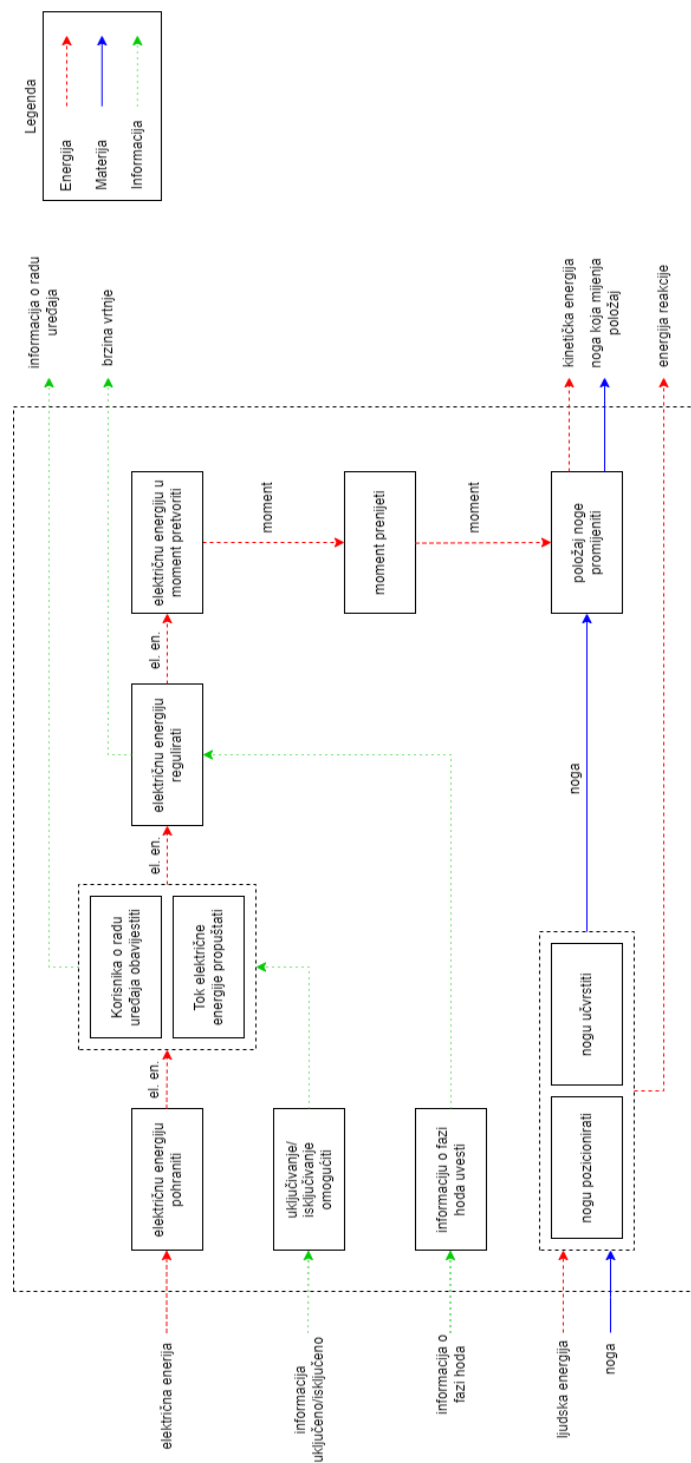 Legenda
Energija
Materija
Informacija
informacija o radu
uređaja
brzina vrtnje
kinetička energija
noga koja mijenja
položaj
energija reakcije
električnu energiju u
moment pretvoriti
moment
moment prenijeti
moment
položaj noge
promijeniti
el. en.
električnu energiju
regulirati
el. en.
noga
Korisnika o radu
uređaja obavijestiti
Tok električne
energije propuštati
el. en.
nogu učvrstiti
nogu pozicionirati
električnu energiju
pohraniti
uključivanje/
isključivanje
omogućiti
informaciju o fazi
hoda uvesti
električna enerija
informacija
uključeno/isključeno
informacija o
fazi hoda
ljudska energija
noga